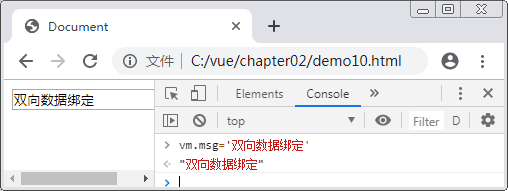 Document
文件 C:/vue/chapter02/demo10.html
双向数据绑定
Elements Console
top Filter D
vm.msg='双向数据绑定'
"双向数据绑定"